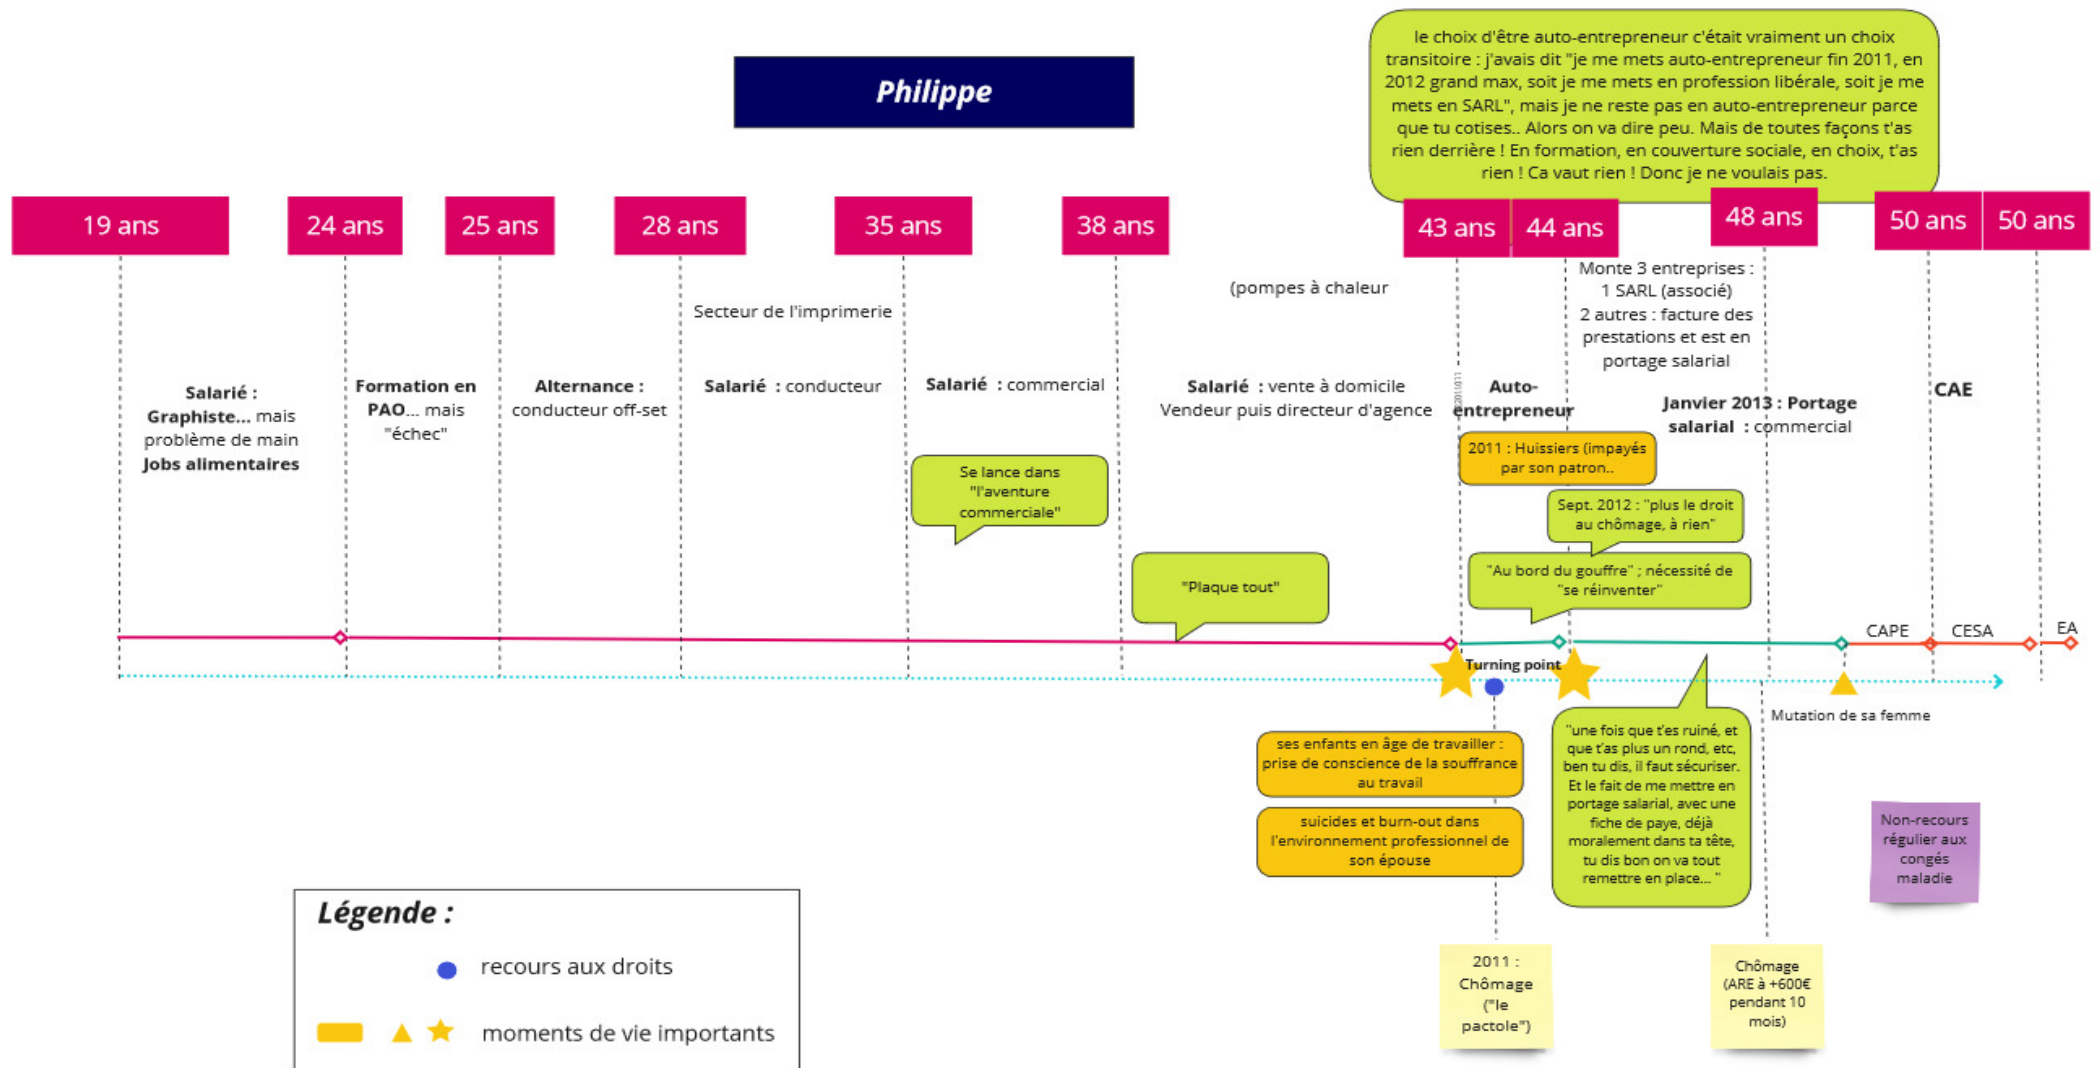 Philippe
le choix d'être auto-entrepreneur c'était vraiment un choix
transitoire : j'avais dit "je me mets auto-entrepreneur fin 2011, en
2012 grand max, soit je me mets en profession libérale, soit je me
mets en SARL", mais je ne reste pas en auto-entrepreneur parce
que tu cotises.. Alors on va dire peu. Mais de toutes façons t'as
rien derrière ! En formation, en couverture sociale, en choix, t'as
rien ! Ca vaut rien ! Donc je ne voulais pas.
19 ans
24 ans
25 ans
28 ans
35 ans
38 ans
43 ans
44 ans
48 ans
50 ans
50 ans
Salarié :
Graphiste... mais
problème de main
Jobs alimentaires
Formation en
PAO... mais
"échec"
Alternance :
conducteur off-set
Secteur de l'imprimerie
Salarié : conducteur
Salarié : commercial
Se lance dans
"l'aventure
commerciale"
(pompes à chaleur
Salarié : vente à domicile
Vendeur puis directeur d'agence
"Plaque tout"
Auto-
entrepreneur
Monte 3 entreprises :
1 SARL (associé)
2 autres : facture des
prestations et est en
portage salarial
Janvier 2013 : Portage
salarial : commercial
CAE
2011 : Huissiers (impayés
par son patron..
Sept. 2012 : "plus le droit
au chômage, à rien"
"Au bord du gouffre" ; nécessité de
"se réinventer"
CAPE
CESA
EA
Turning point
Mutation de sa femme
ses enfants en âge de travailler :
prise de conscience de la souffrance
au travail
suicides et burn-out dans
l'environnement professionnel de
son épouse
"une fois que t'es ruiné, et
que t'as plus un rond, etc,
ben tu dis, il faut sécuriser.
Et le fait de me mettre en
portage salarial, avec une
fiche de paye, déjà
moralement dans ta tête,
tu dis bon on va tout
remettre en place... "
Non-recours
régulier aux
congés
maladie
2011 :
Chômage
("le
pactole")
Chômage
(ARE à +600€
pendant 10
mois)
Légende :
recours aux droits
moments de vie importants